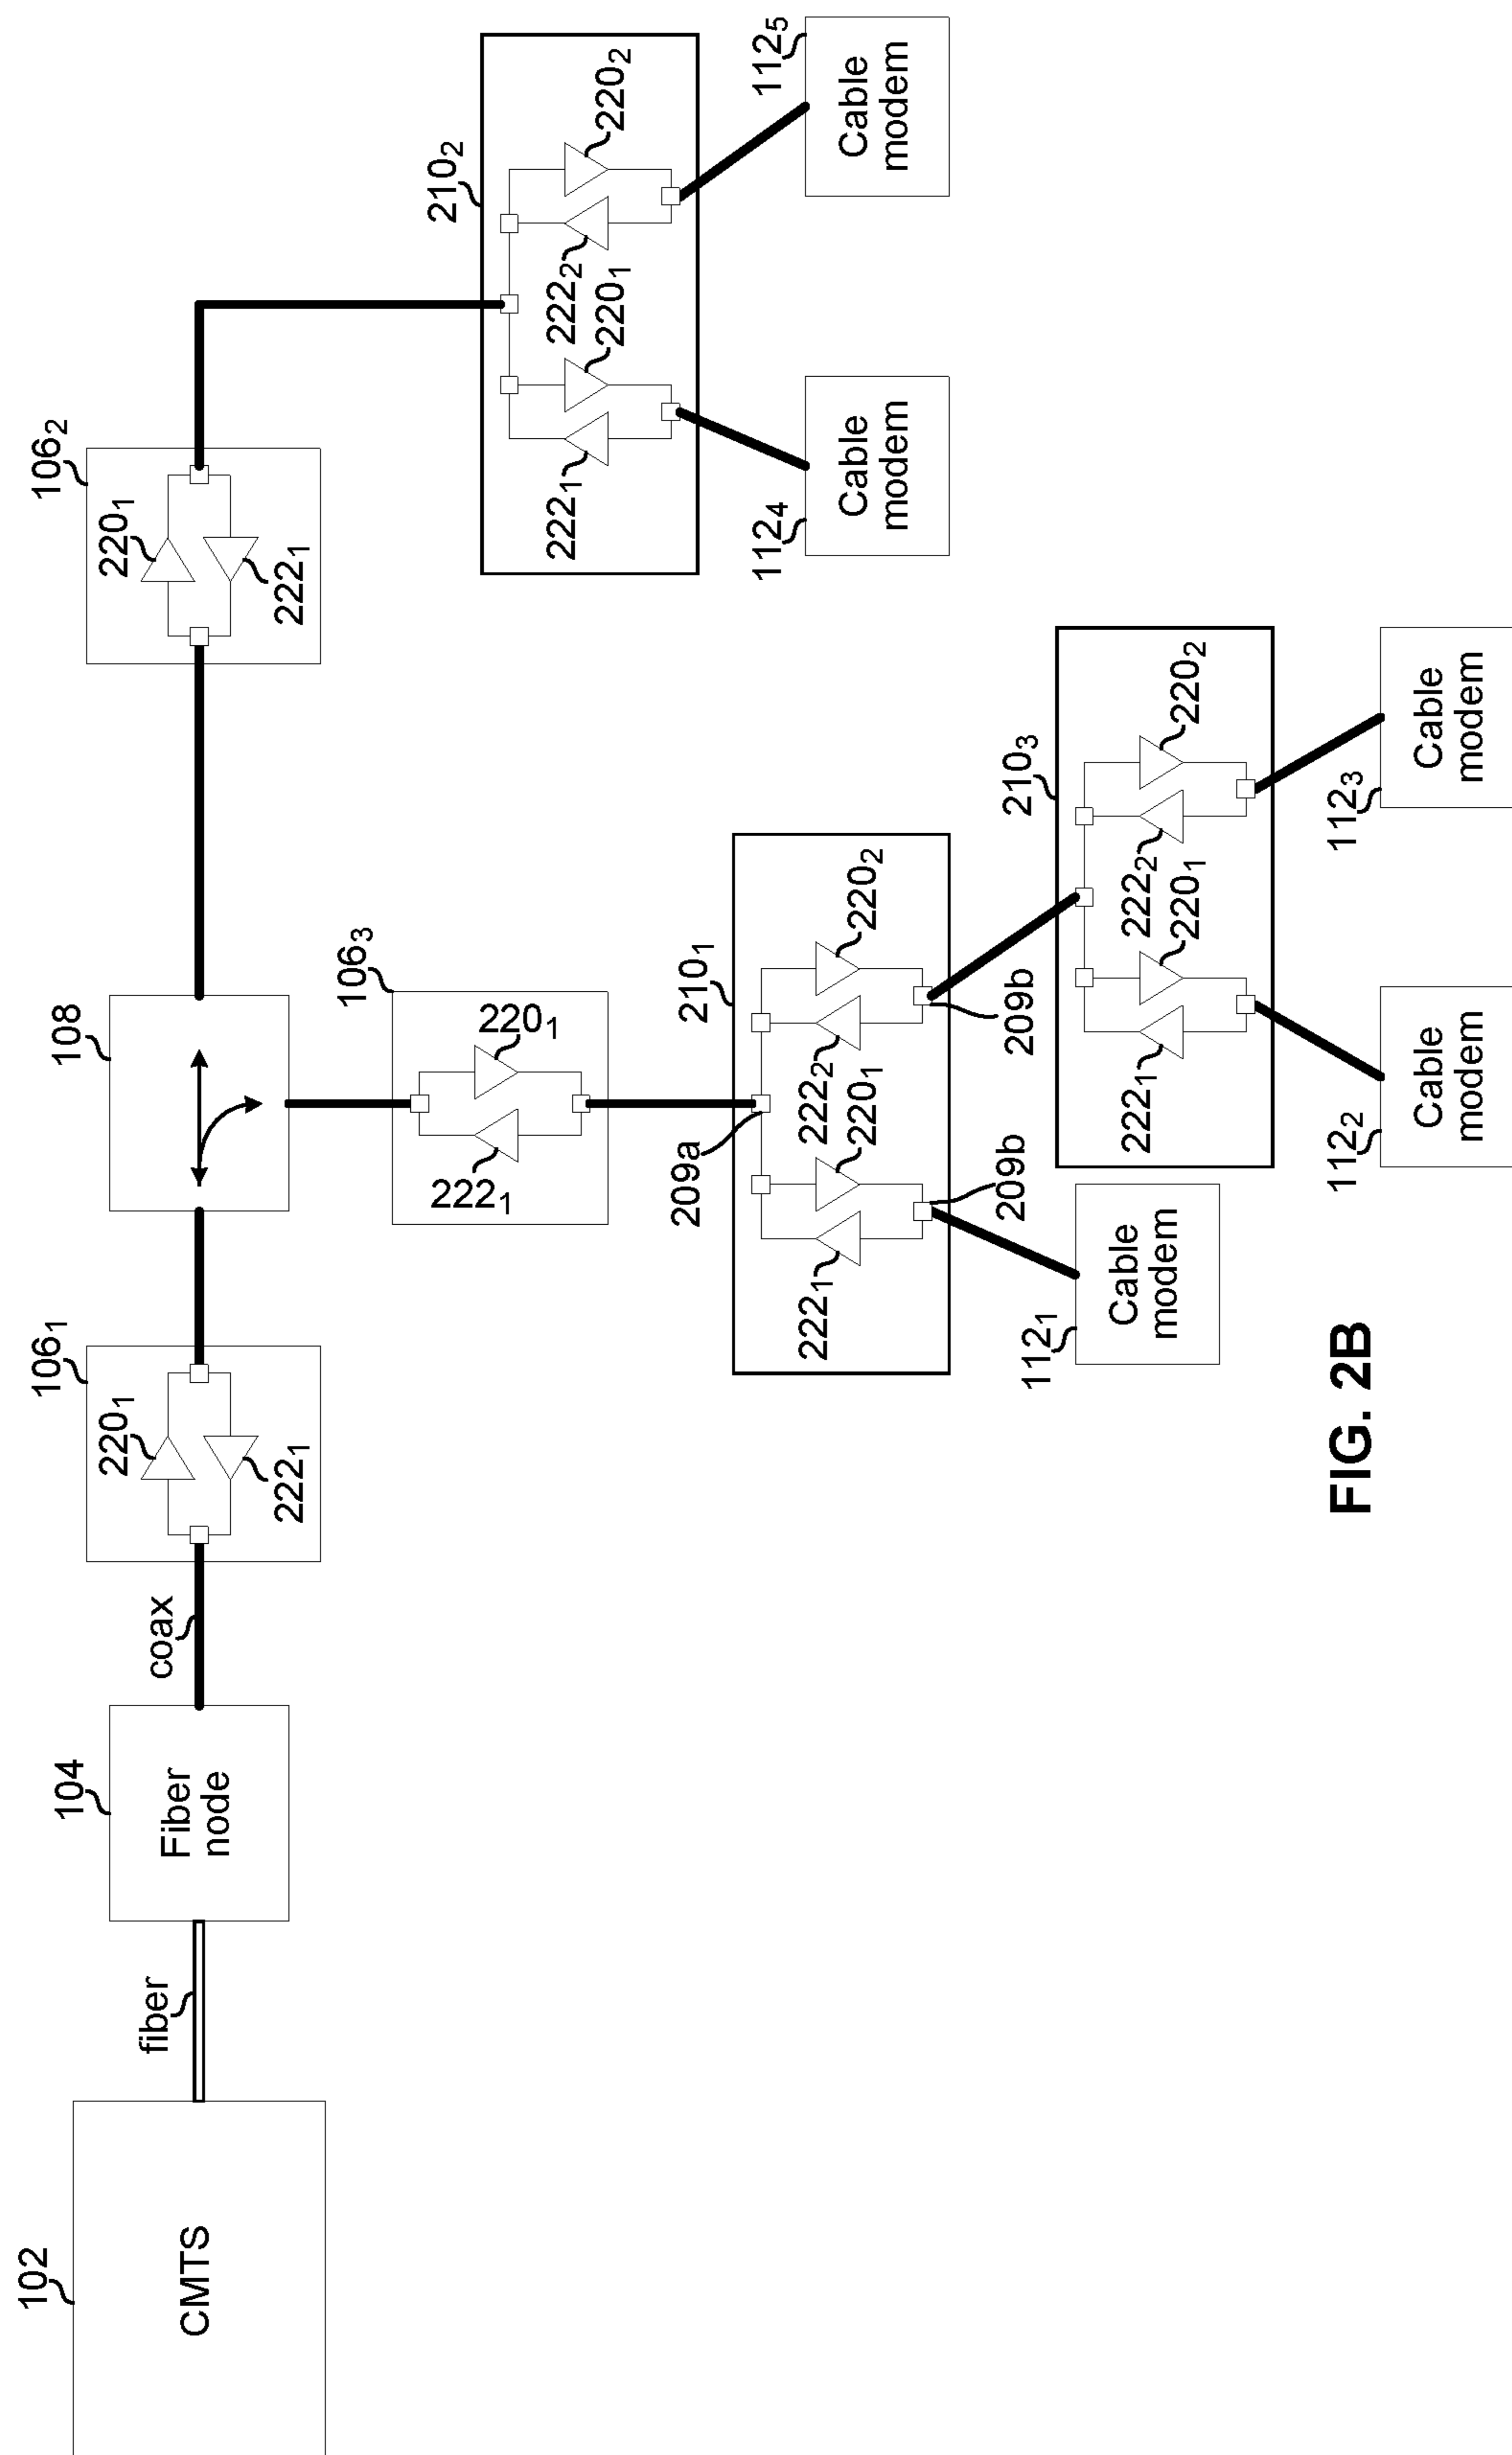 102
CMTS
fiber
104
Fiber
node
coax
106₁
220₁
222₁
108
106₂
220₁
222₁
106₃
220₁
222₁
210₂
222₁
220₁
222₂
220₂
112₄
Cable
modem
112₅
Cable
modem
210₁
209a
222₁
220₁
222₂
220₂
209b
209b
112₁
Cable
modem
210₃
222₁
220₁
222₂
220₂
112₂
Cable
modem
112₃
Cable
modem
FIG. 2B